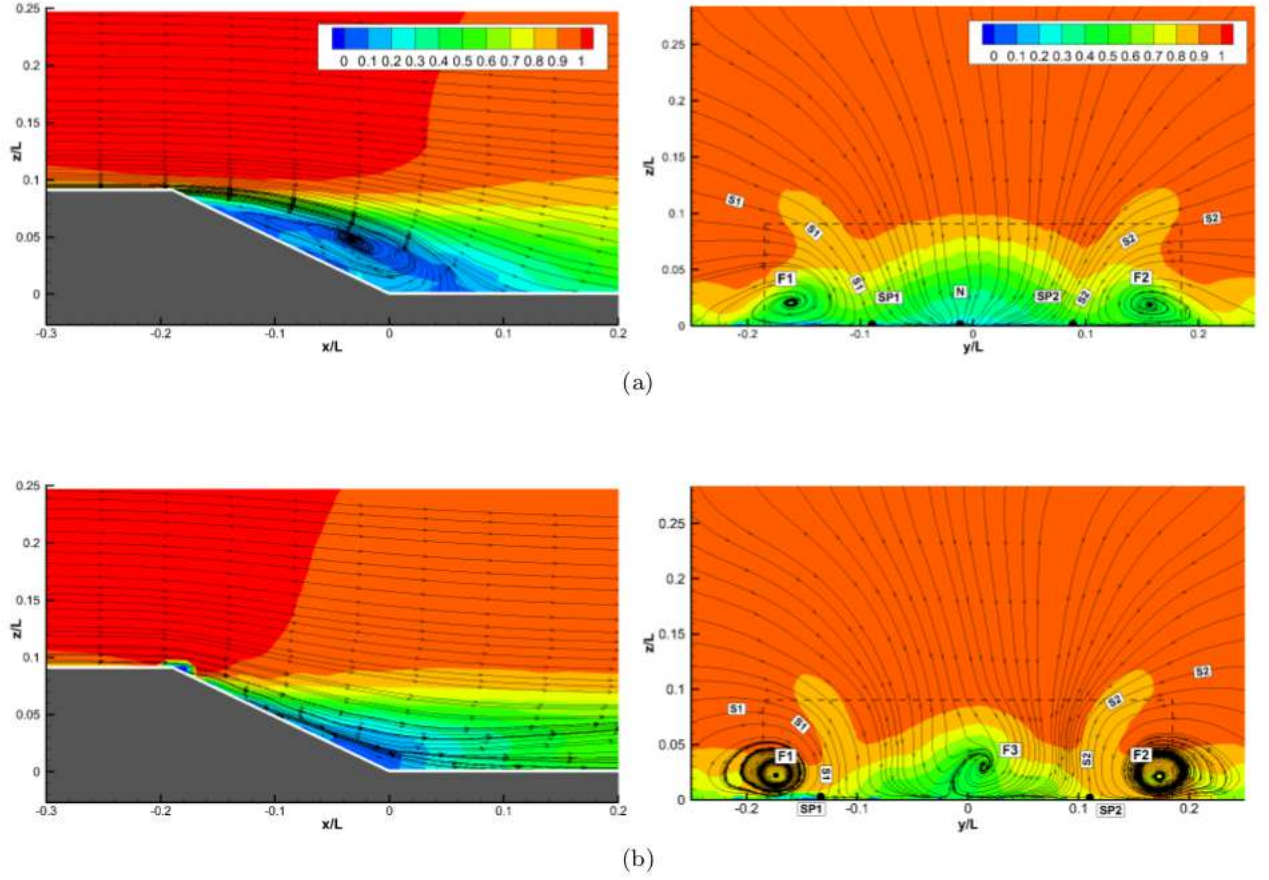 0.25
0.2
0.15
0.1
0.05
0
z/L
-0.3 -0.2 -0.1 0 0.1 0.2
x/L
0 0.1 0.2 0.3 0.4 0.5 0.6 0.7 0.8 0.9 1
0.25
0.2
0.15
0.1
0.05
0
z/L
-0.2 -0.1 0 0.1 0.2
y/L
0 0.1 0.2 0.3 0.4 0.5 0.6 0.7 0.8 0.9 1
S1
S2
S1
S2
F1
F2
S1
SP1
N
SP2
S2
(a)
0.25
0.2
0.15
0.1
0.05
0
z/L
-0.3 -0.2 -0.1 0 0.1 0.2
x/L
0.25
0.2
0.15
0.1
0.05
0
z/L
-0.2 -0.1 0 0.1 0.2
y/L
S2
S1
S2
S1
F1
F3
S2
F2
S1
SP1
SP2
(b)